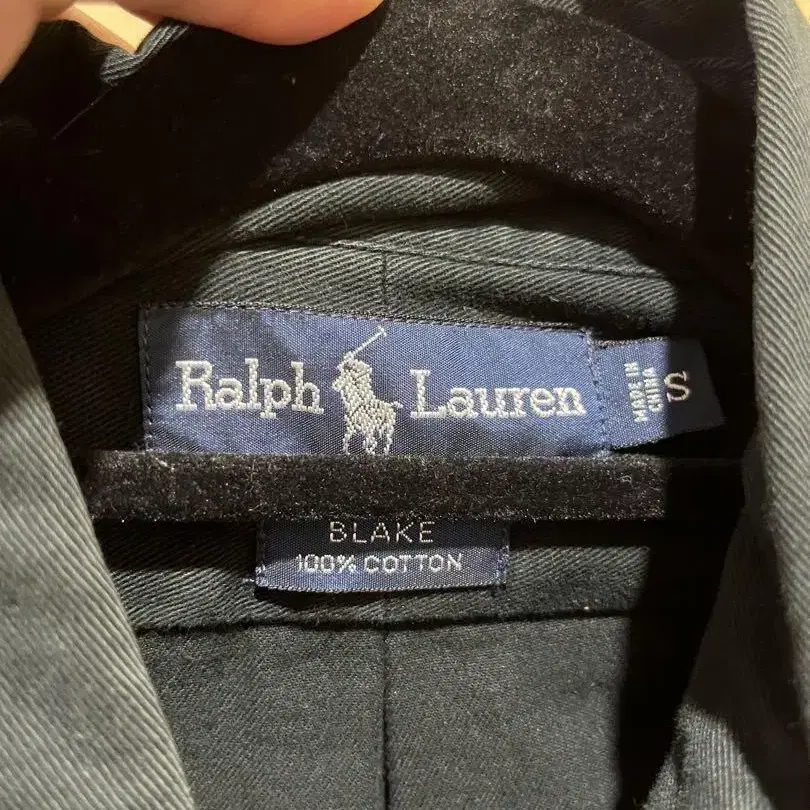 Ralph Lauren
MADE IN
CHINA
S
BLAKE
100% COTTON